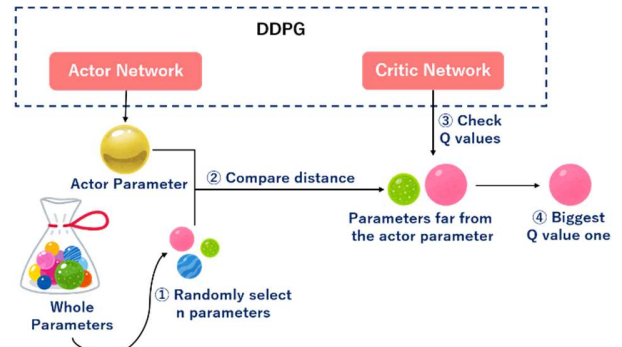 DDPG
Actor Network
Critic Network
③ Check
Q values
Actor Parameter
② Compare distance
Parameters far from
the actor parameter
④ Biggest
Q value one
① Randomly select
n parameters
Whole
Parameters